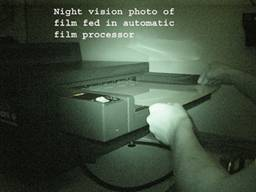 Night vision photo of
film fed in automatic
film processor